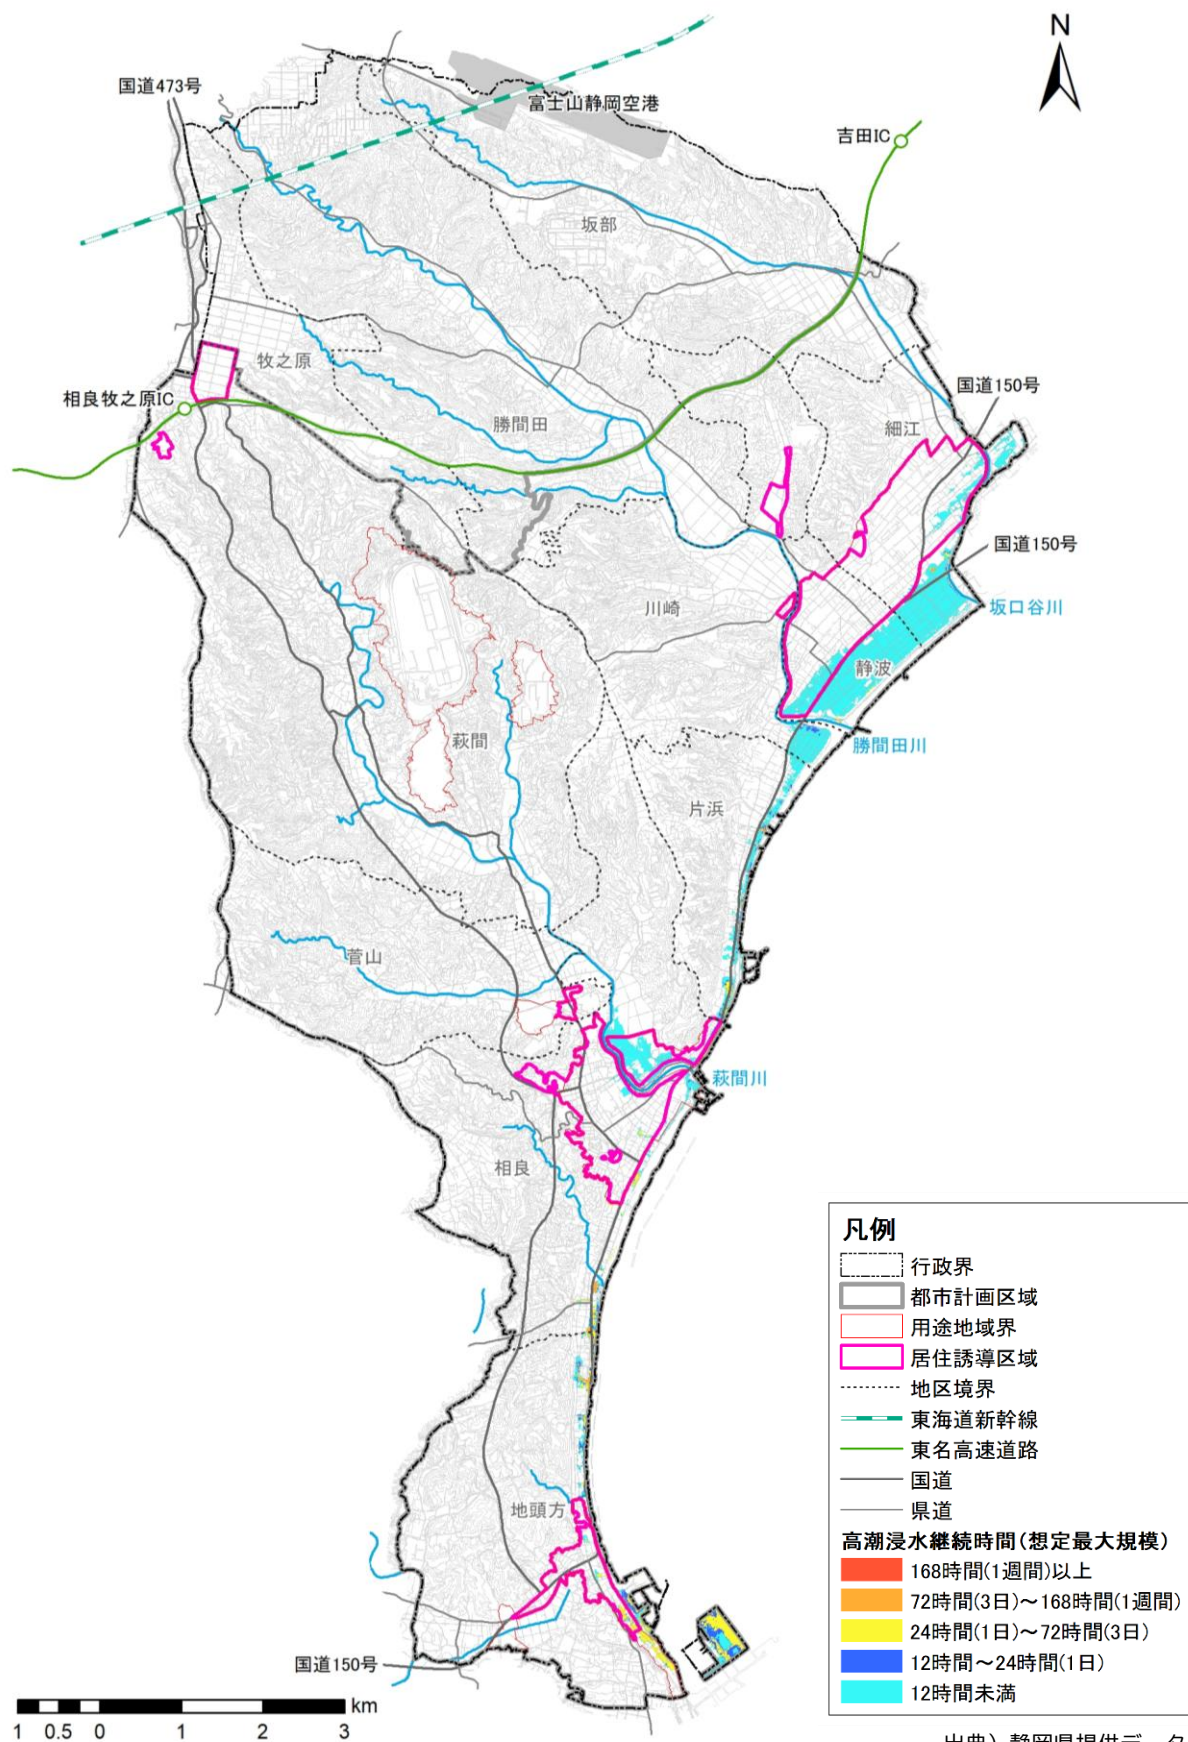 N
国道473号
富士山静岡空港
吉田IC
坂部
牧之原
国道150号
相良牧之原IC
勝間田
細江
国道150号
坂口谷川
川崎
静波
萩間
勝間田川
片浜
菅山
萩間川
相良
地頭方
国道150号
km
1 0.5 0 1 2 3
凡例
行政界
都市計画区域
用途地域界
居住誘導区域
地区境界
東海道新幹線
東名高速道路
国道
県道
高潮浸水継続時間(想定最大規模)
168時間(1週間)以上
72時間(3日)～168時間(1週間)
24時間(1日)～72時間(3日)
12時間～24時間(1日)
12時間未満
出典）静岡県提供データ